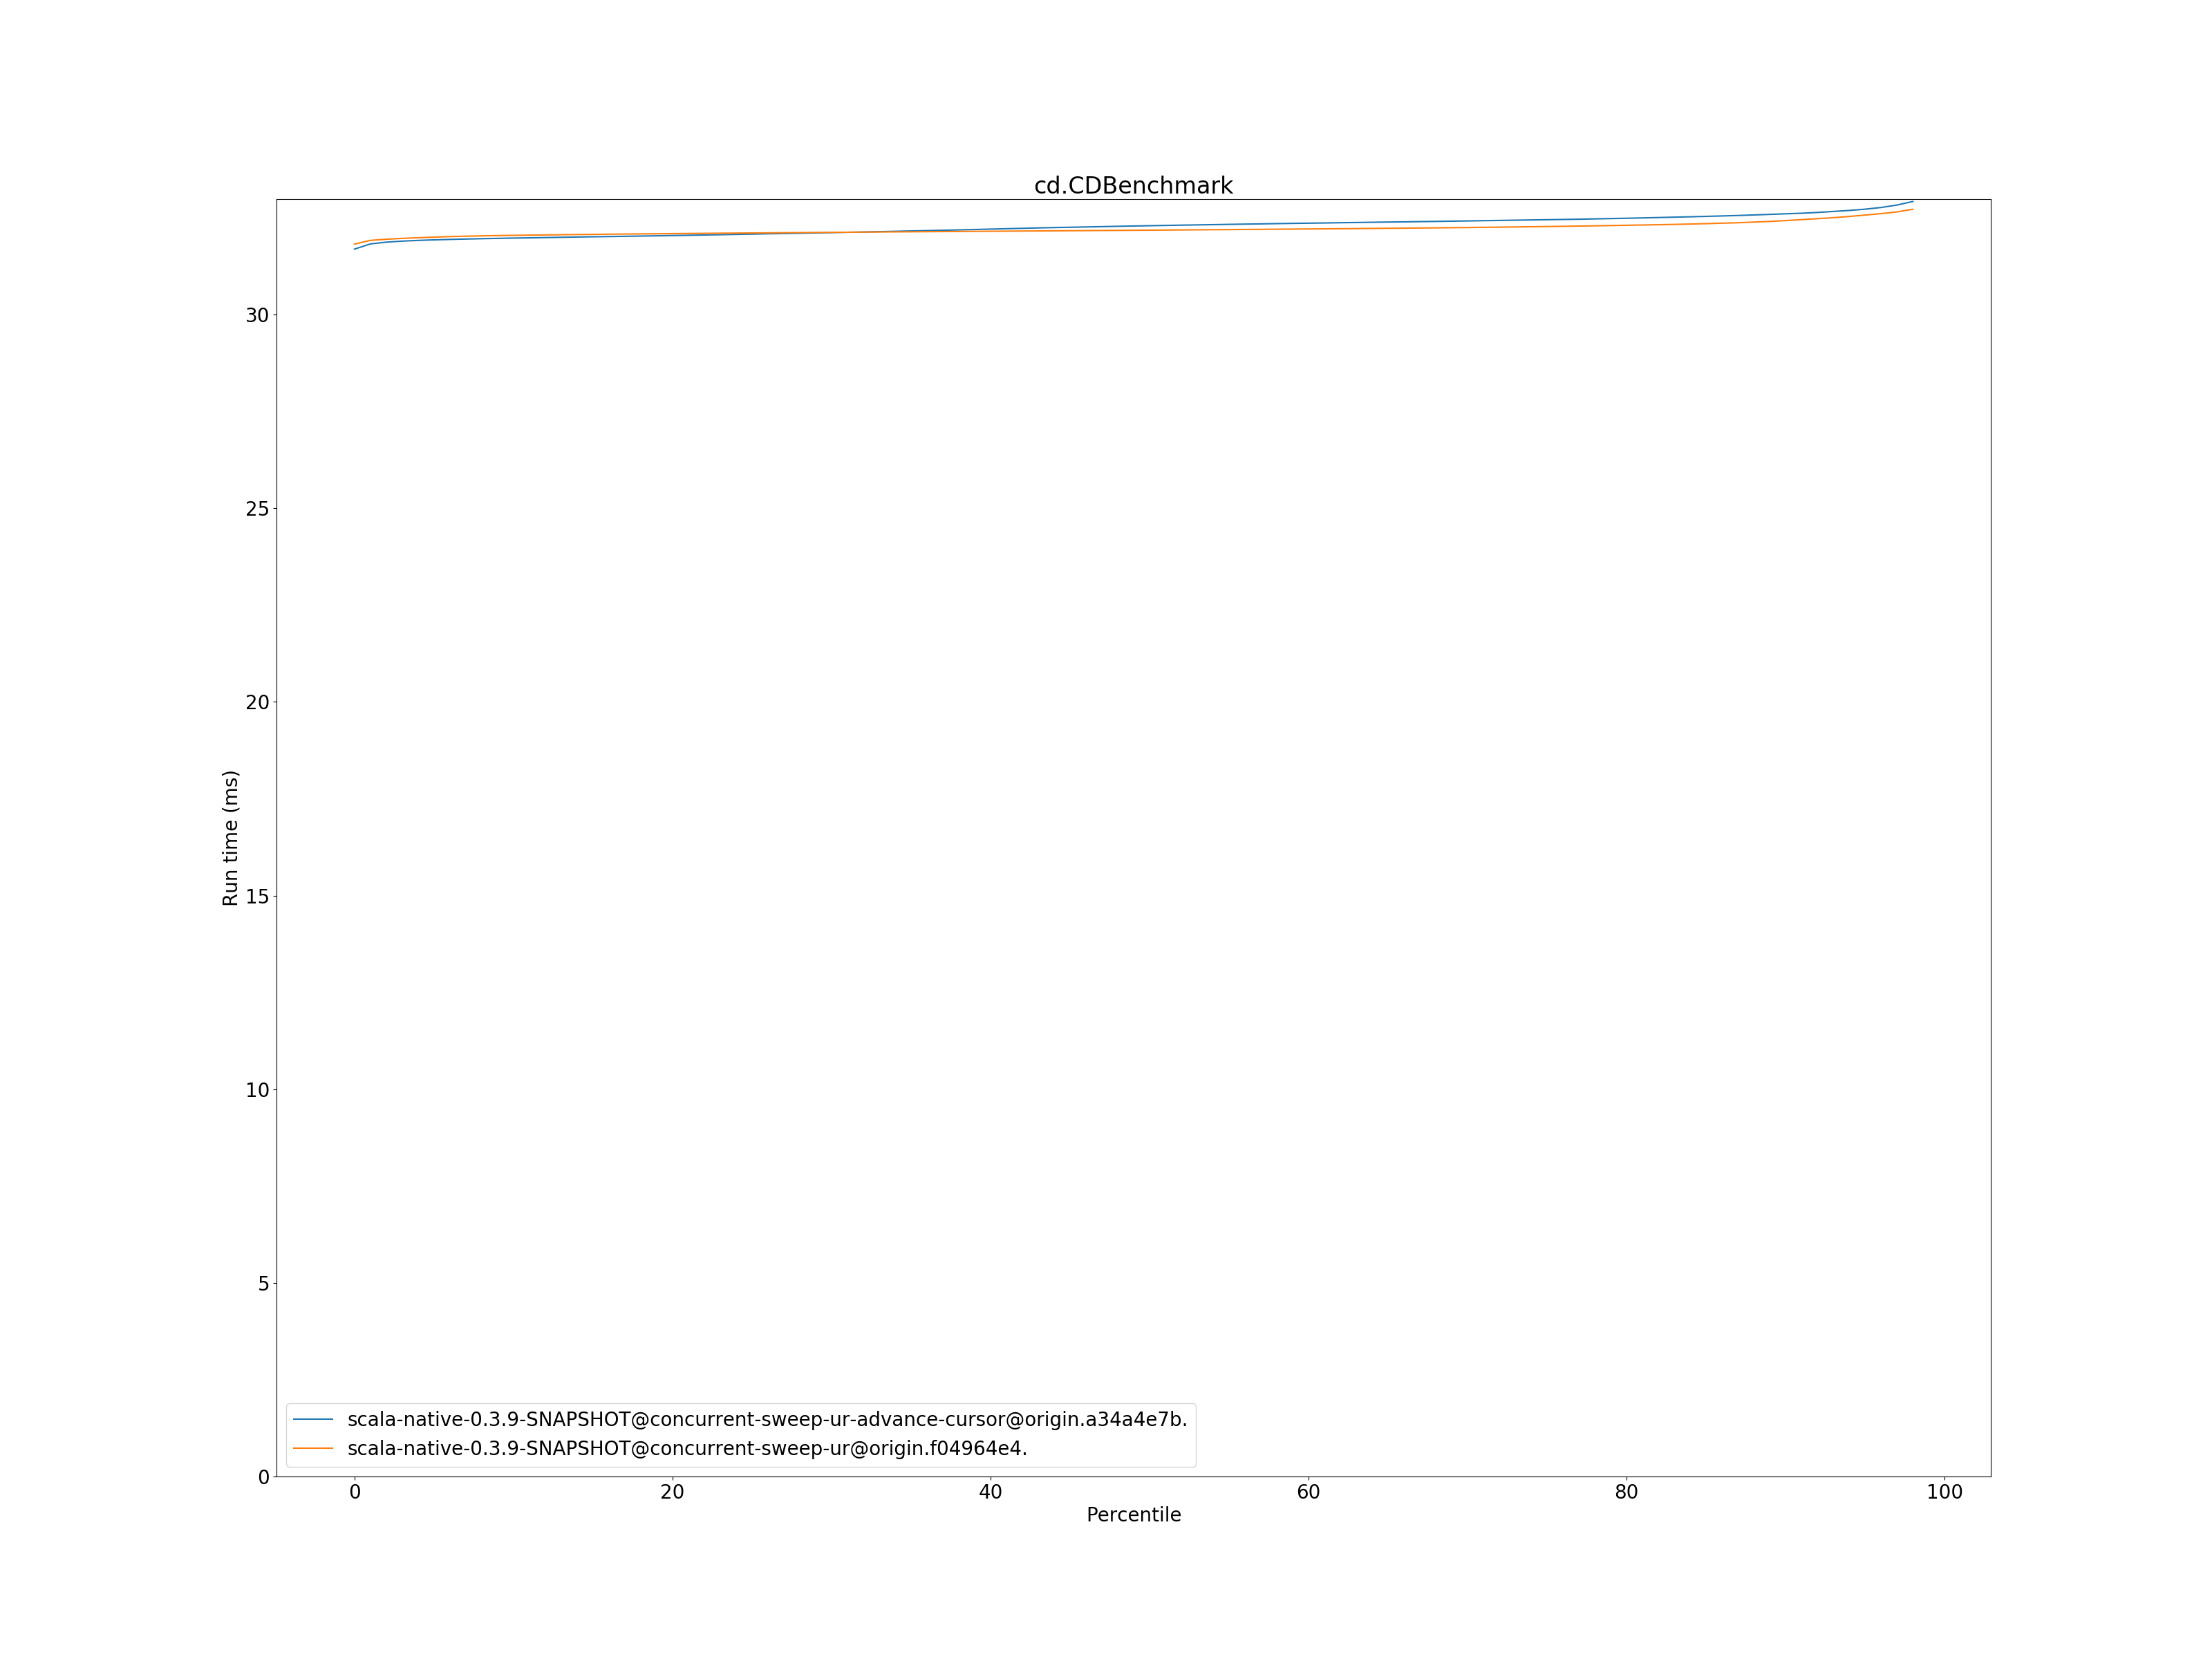 cd.CDBenchmark
Run time (ms)
30
25
20
15
10
5
0
scala-native-0.3.9-SNAPSHOT@concurrent-sweep-ur-advance-cursor@origin.a34a4e7b.
scala-native-0.3.9-SNAPSHOT@concurrent-sweep-ur@origin.f04964e4.
0 20 40 60 80 100
Percentile